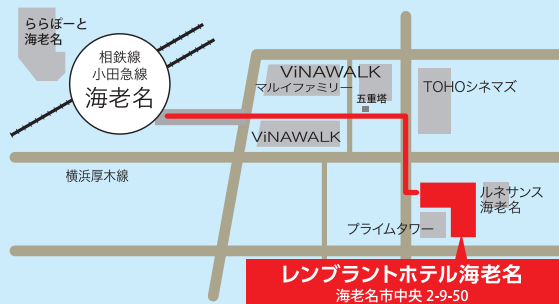 ららぽーと
海老名
相鉄線
小田急線
海老名
ViNAWALK
マルイファミリー
五重塔
TOHOシネマズ
ViNAWALK
横浜厚木線
ルネサンス
海老名
プライムタワー
レンブラントホテル海老名
海老名市中央 2-9-50